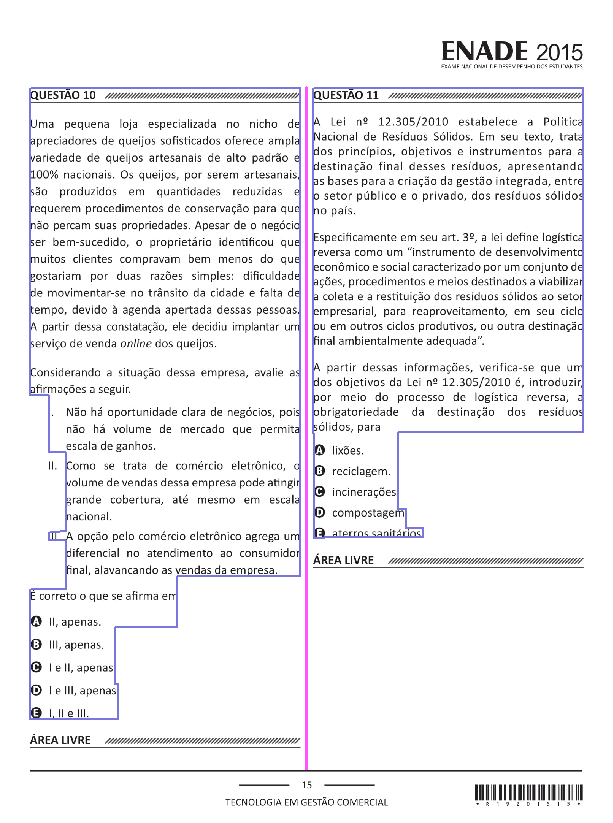 ENADE 2015
EXAME NACIONAL DE DESEMPENHO DOS ESTUDANTES
QUESTÃO 10
Uma pequena loja especializada no nicho de
apreciadores de queijos sofisticados oferece ampla
variedade de queijos artesanais de alto padrão e
100% nacionais. Os queijos, por serem artesanais,
são produzidos em quantidades reduzidas e
requerem procedimentos de conservação para que
não percam suas propriedades. Apesar de o negócio
ser bem-sucedido, o proprietário identificou que
muitos clientes compravam bem menos do que
gostariam por duas razões simples: dificuldade
de movimentar-se no trânsito da cidade e falta de
tempo, devido à agenda apertada dessas pessoas.
A partir dessa constatação, ele decidiu implantar um
serviço de venda online dos queijos.
Considerando a situação dessa empresa, avalie as
afirmações a seguir.
I. Não há oportunidade clara de negócios, pois
não há volume de mercado que permita
escala de ganhos.
II. Como se trata de comércio eletrônico, o
volume de vendas dessa empresa pode atingir
grande cobertura, até mesmo em escala
nacional.
III. A opção pelo comércio eletrônico agrega um
diferencial no atendimento ao consumidor
final, alavancando as vendas da empresa.
É correto o que se afirma em
A II, apenas.
B III, apenas.
C I e II, apenas
D I e III, apenas
E I, II e III.
ÁREA LIVRE
QUESTÃO 11
A Lei nº 12.305/2010 estabelece a Política
Nacional de Resíduos Sólidos. Em seu texto, trata
dos princípios, objetivos e instrumentos para a
destinação final desses resíduos, apresentando
as bases para a criação da gestão integrada, entre
o setor público e o privado, dos resíduos sólidos
no país.
Especificamente em seu art. 3º, a lei define logística
reversa como um “instrumento de desenvolvimento
econômico e social caracterizado por um conjunto de
ações, procedimentos e meios destinados a viabilizar
a coleta e a restituição dos resíduos sólidos ao setor
empresarial, para reaproveitamento, em seu ciclo
ou em outros ciclos produtivos, ou outra destinação
final ambientalmente adequada”.
A partir dessas informações, verifica-se que um
dos objetivos da Lei nº 12.305/2010 é, introduzir,
por meio do processo de logística reversa, a
obrigatoriedade da destinação dos resíduos
sólidos, para
A lixões.
B reciclagem.
C incinerações
D compostagem
E aterros sanitários
ÁREA LIVRE
15
TECNOLOGIA EM GESTÃO COMERCIAL
*R19201515*